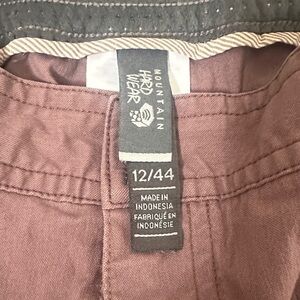 MOUNTAIN
HARD
WEAR
12/44
MADE IN
INDONESIA
FABRIQUÉ EN
INDONÉSIE